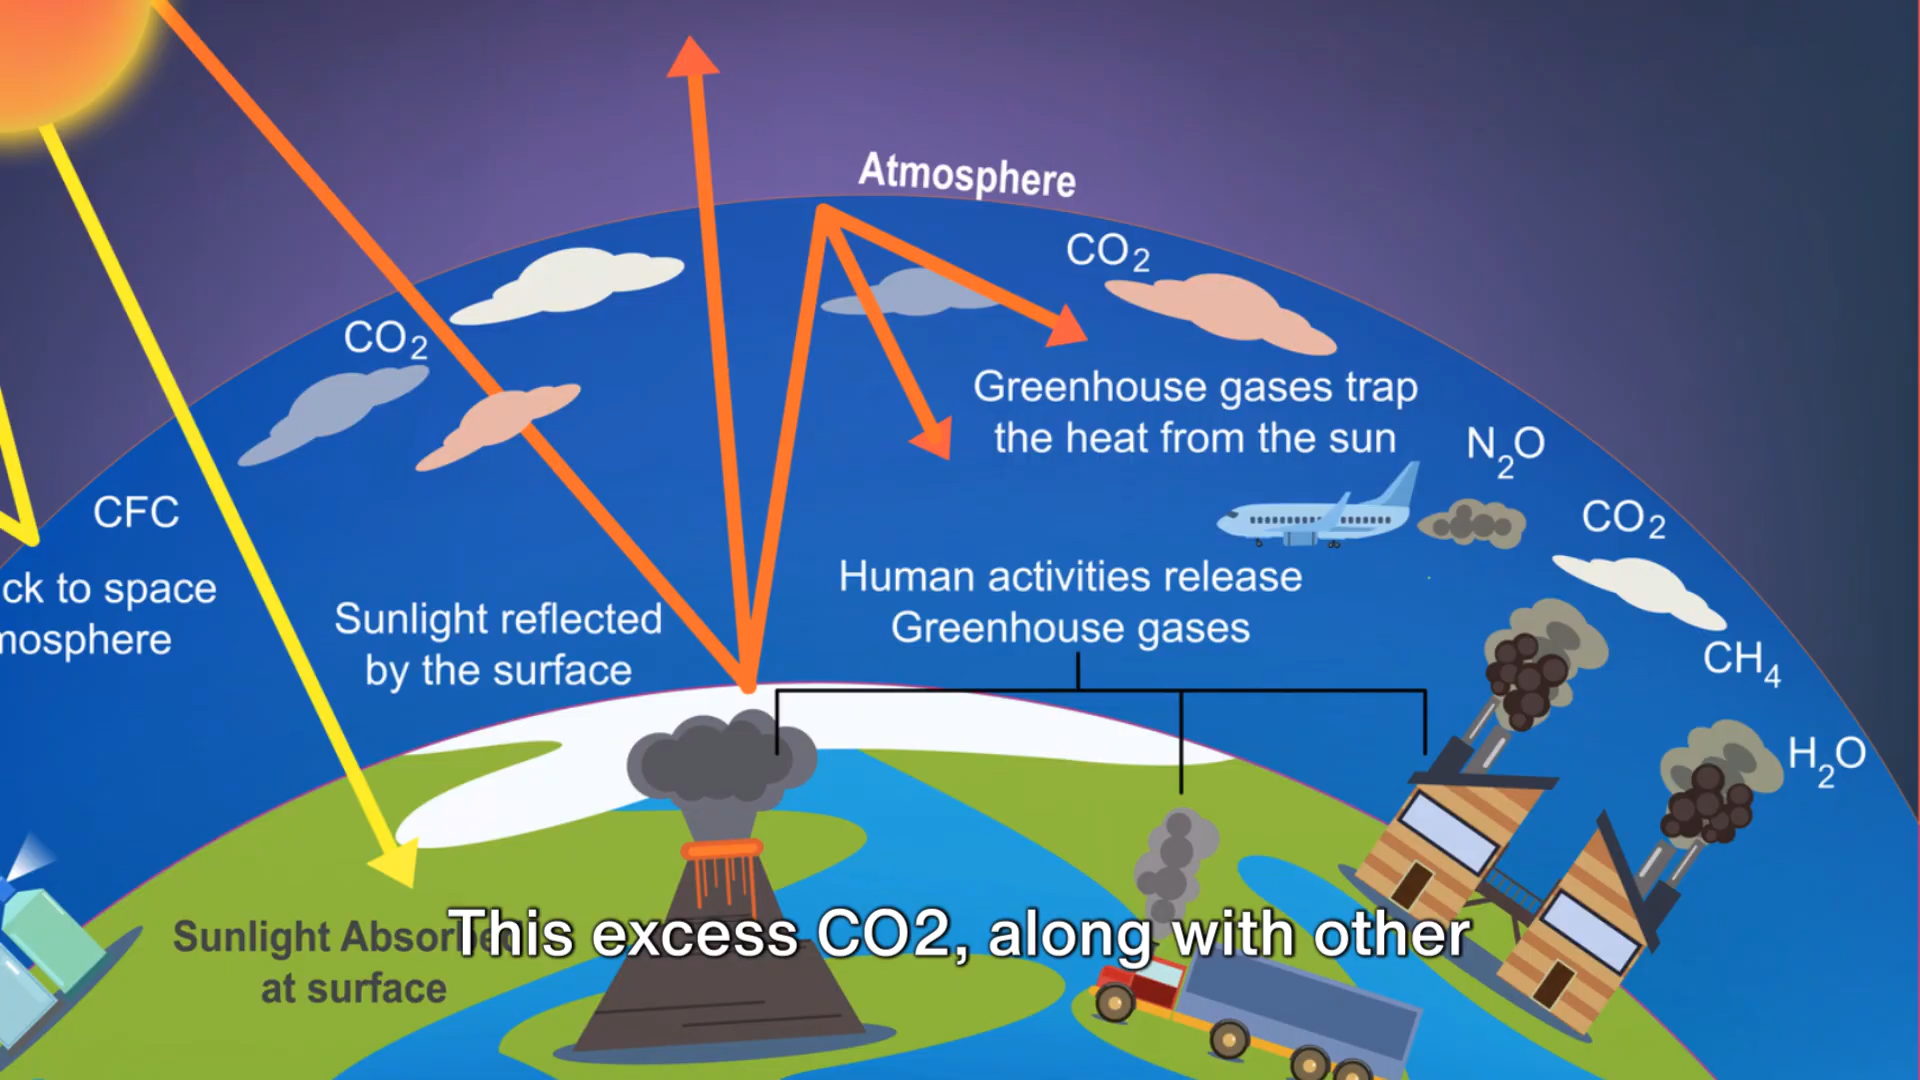 Atmosphere
CO2
CO2
Greenhouse gases trap
the heat from the sun
N2O
CFC
CO2
ck to space
mosphere
Sunlight reflected
by the surface
Human activities release
Greenhouse gases
CH4
H2O
Sunlight Absor
at surface
This excess CO2, along with other